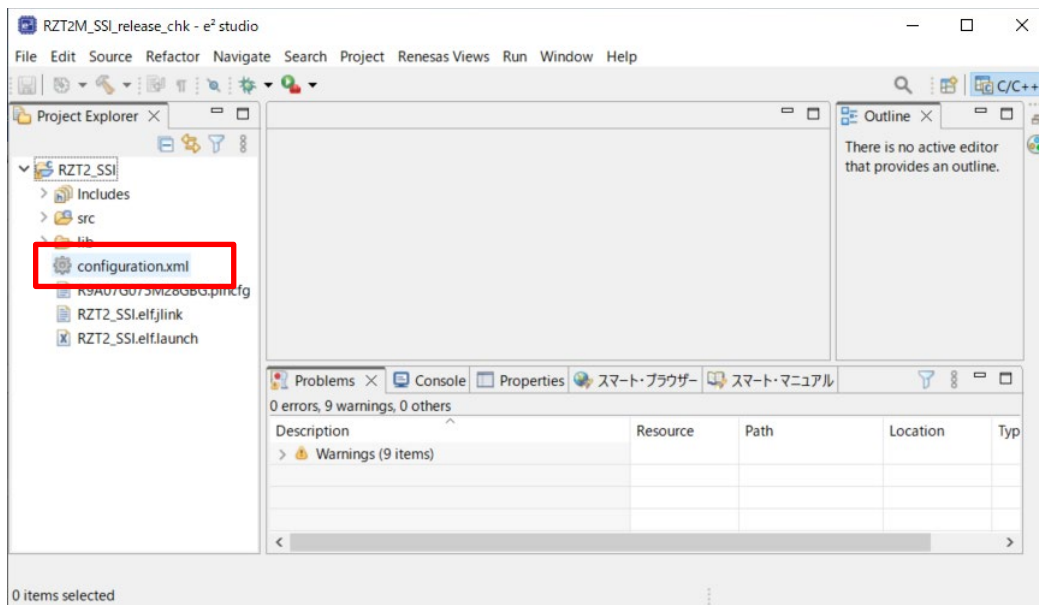 RZT2M_SSI_release_chk - e² studio
File Edit Source Refactor Navigate Search Project Renesas Views Run Window Help
C/C++
Project Explorer
Outline
There is no active editor
that provides an outline.
RZT2_SSI
Includes
src
lib
configuration.xml
R9A07G075M28GBG.pincfg
RZT2_SSI.elf.jlink
RZT2_SSI.elf.launch
Problems Console Properties スマート・ブラウザー スマート・マニュアル
0 errors, 9 warnings, 0 others
Description Resource Path Location Typ
Warnings (9 items)
0 items selected